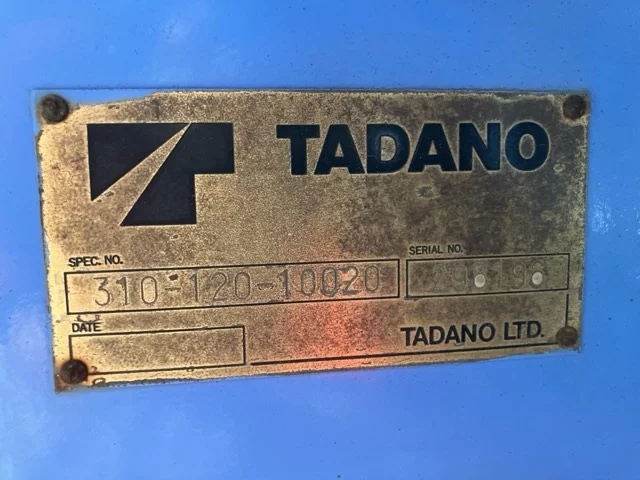 TADANO
SPEC. NO.
SERIAL NO.
310-120-10020
DATE
TADANO LTD.